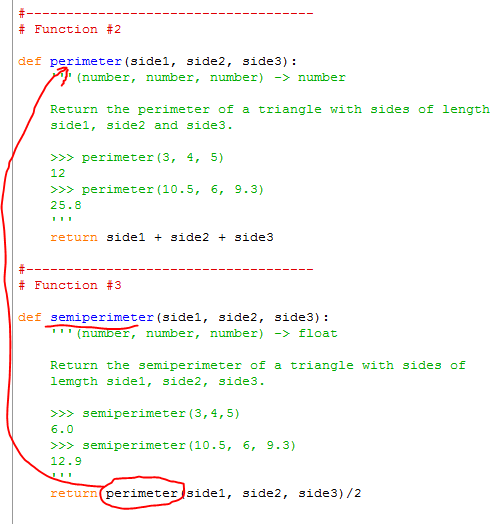 #------------------------------------
# Function #2
def perimeter(side1, side2, side3):
    '''(number, number, number) -> number
    Return the perimeter of a triangle with sides of length
    side1, side2 and side3.
    >>> perimeter(3, 4, 5)
    12
    >>> perimeter(10.5, 6, 9.3)
    25.8
    '''
    return side1 + side2 + side3
#------------------------------------
# Function #3
def semiperimeter(side1, side2, side3):
    '''(number, number, number) -> float
    Return the semiperimeter of a triangle with sides of
    lemgth side1, side2, side3.
    >>> semiperimeter(3,4,5)
    6.0
    >>> semiperimeter(10.5, 6, 9.3)
    12.9
    '''
    return perimeter(side1, side2, side3)/2